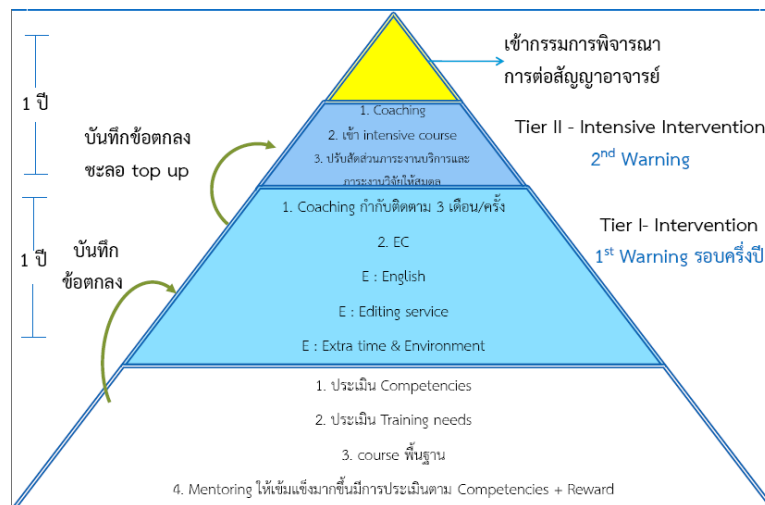 เข้ากรรมการพิจารณา
การต่อสัญญาอาจารย์
1 ปี
1. Coaching
2. เข้า intensive course
3. ปรับสัดส่วนภาระงานบริการและ
ภาระงานวิจัยให้สมดุล
บันทึกข้อตกลง
ชะลอ top up
Tier II - Intensive Intervention
2nd Warning
1. Coaching กำกับติดตาม 3 เดือน/ครั้ง
2. EC
E : English
E : Editing service
E : Extra time & Environment
Tier I- Intervention
1st Warning รอบครึ่งปี
1 ปี
บันทึก
ข้อตกลง
1. ประเมิน Competencies
2. ประเมิน Training needs
3. course พื้นฐาน
4. Mentoring ให้เข้มแข็งมากขึ้นมีการประเมินตาม Competencies + Reward